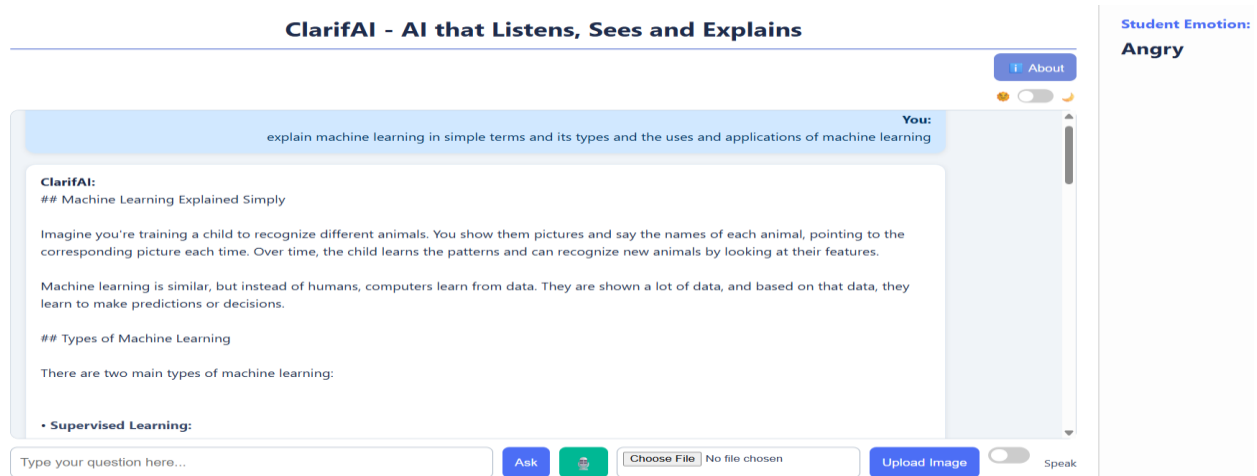 ClarifAI - AI that Listens, Sees and Explains
Student Emotion:
Angry
About
You:
explain machine learning in simple terms and its types and the uses and applications of machine learning
ClarifAI:
## Machine Learning Explained Simply
Imagine you're training a child to recognize different animals. You show them pictures and say the names of each animal, pointing to the
corresponding picture each time. Over time, the child learns the patterns and can recognize new animals by looking at their features.
Machine learning is similar, but instead of humans, computers learn from data. They are shown a lot of data, and based on that data, they
learn to make predictions or decisions.
## Types of Machine Learning
There are two main types of machine learning:
• Supervised Learning:
Type your question here...
Ask
Choose File No file chosen
Upload Image
Speak